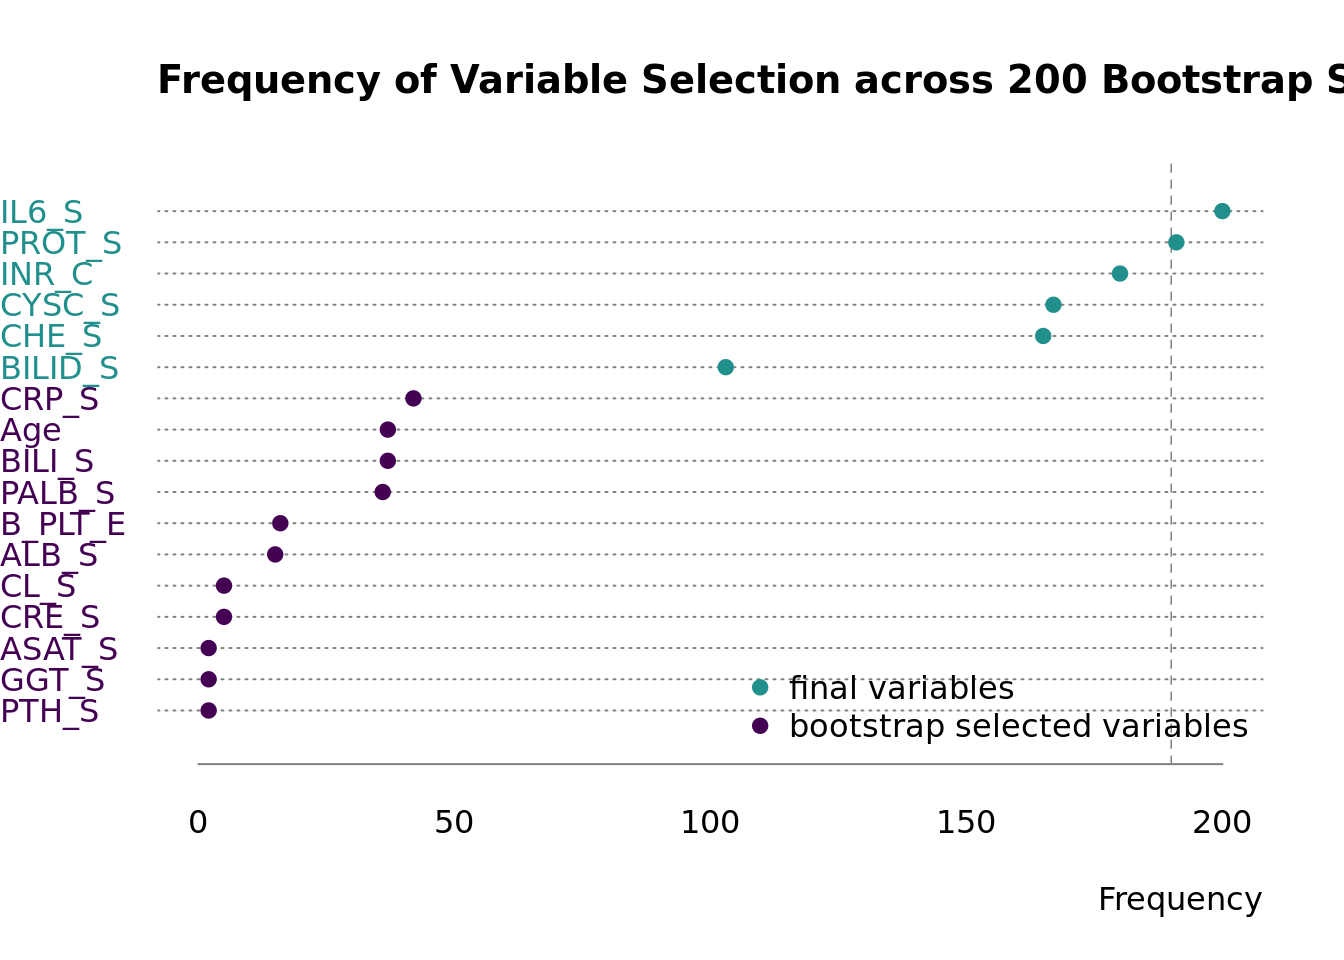 Frequency of Variable Selection across 200 Bootstrap S
IL6_S
PROT_S
INR_C
CYSC_S
CHE_S
BILID_S
CRP_S
Age
BILI_S
PALB_S
B_PLT_E
ALB_S
CL_S
CRE_S
ASAT_S
GGT_S
PTH_S
final variables
bootstrap selected variables
0 50 100 150 200
Frequency